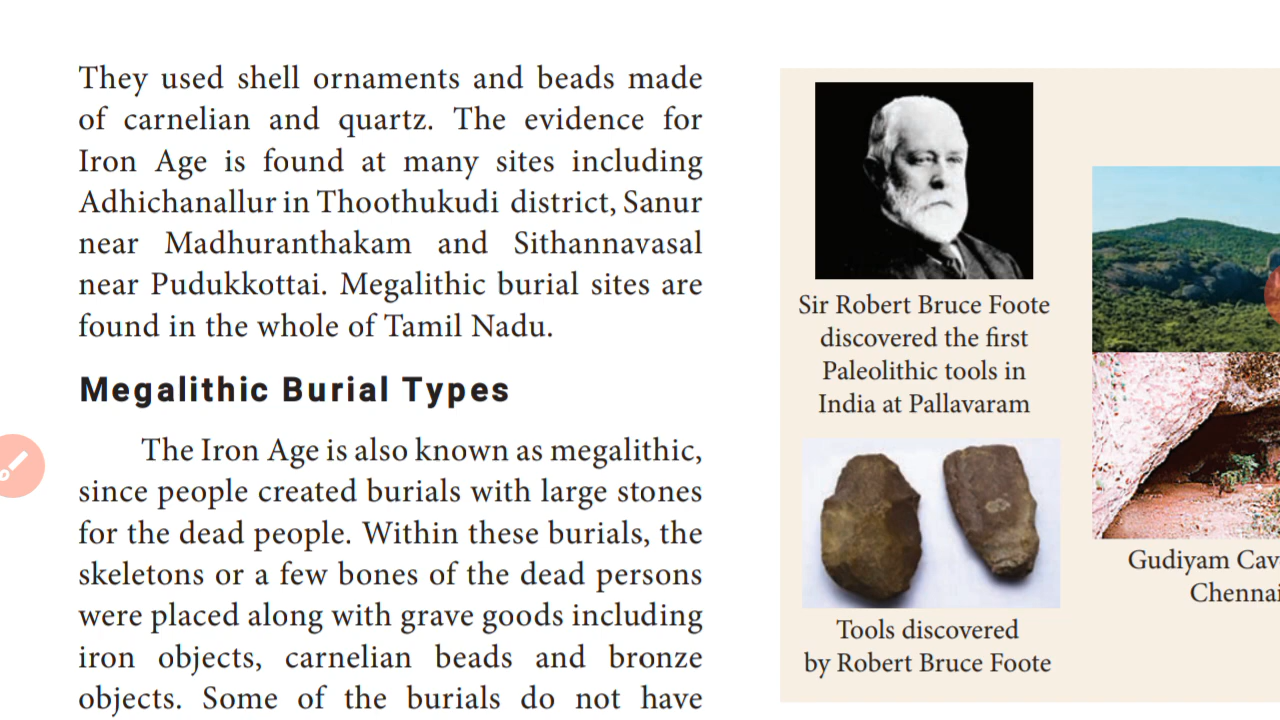 They used shell ornaments and beads made
of carnelian and quartz. The evidence for
Iron Age is found at many sites including
Adhichanallur in Thoothukudi district, Sanur
near Madhuranthakam and Sithannavasal
near Pudukkottai. Megalithic burial sites are
found in the whole of Tamil Nadu.
Megalithic Burial Types
The Iron Age is also known as megalithic,
since people created burials with large stones
for the dead people. Within these burials, the
skeletons or a few bones of the dead persons
were placed along with grave goods including
iron objects, carnelian beads and bronze
objects. Some of the burials do not have
Sir Robert Bruce Foote
discovered the first
Paleolithic tools in
India at Pallavaram
Tools discovered
by Robert Bruce Foote
Gudiyam Cav
Chennai